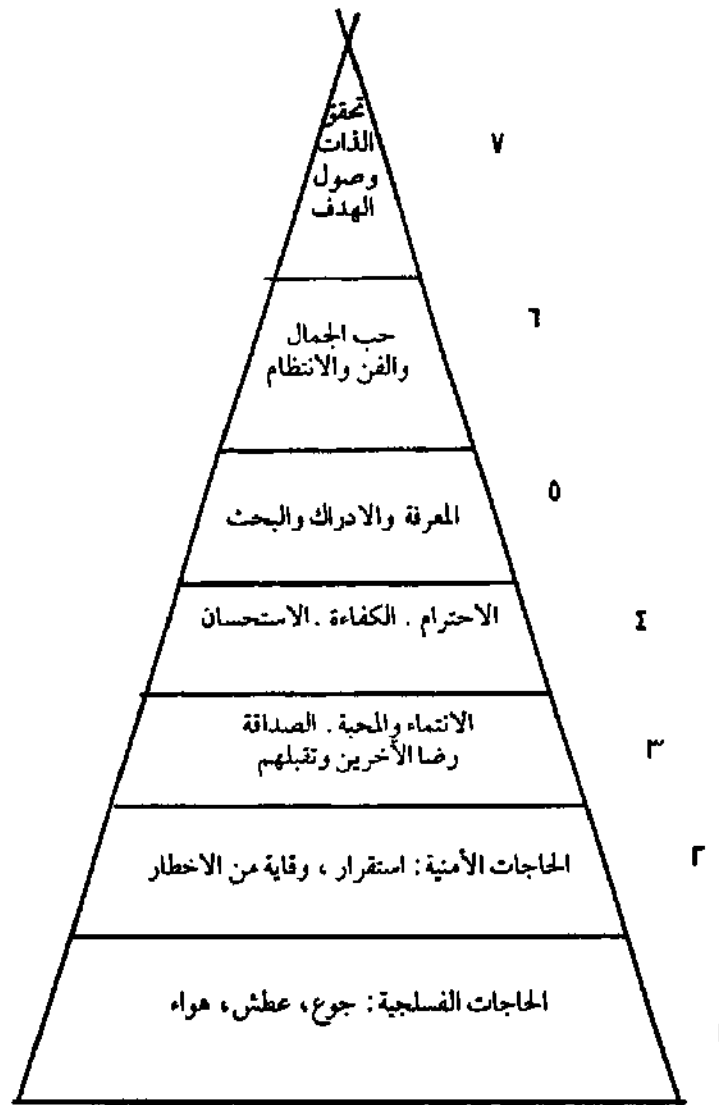 تحقق
الذات
وصول
الهدف
٧
حب الجمال
والفن والانتظام
٦
المعرفة والادراك والبحث
٥
الاحترام . الكفاءة . الاستحسان
٤
الانتماء والمحبة . الصداقة
رضا الآخرين وتقبلهم
٣
الحاجات الأمنية : استقرار ، وقاية من الاخطار
٢
الحاجات الفسلجية : جوع، عطش، هواء